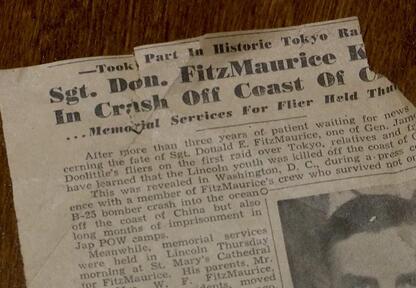 —Took Part In Historic Tokyo Ra
Sgt. Don. FitzMaurice K
In Crash Off Coast Of C
...Memorial Services For Flier Held Thu
After more than three years of patient waiting for news
cerning the fate of Sgt. Donald E. FitzMaurice, one of Gen. James
Doolittle's fliers in the first raid over Tokyo, relatives and
have learned that the Lincoln youth was killed off the coast of C
This was revealed in Washington, D. C., during a press c
ence with a member of FitzMaurice's crew who survived not o
B-25 bomber crash into the ocean
off the coast of China but also
long months of imprisonment in
Jap POW camps.
Meanwhile, memorial services
were held in Lincoln Thursday
morning at St. Mary's Cathedral
for FitzMaurice. His parents, Mr.
W. F. FitzMaurice,
moved